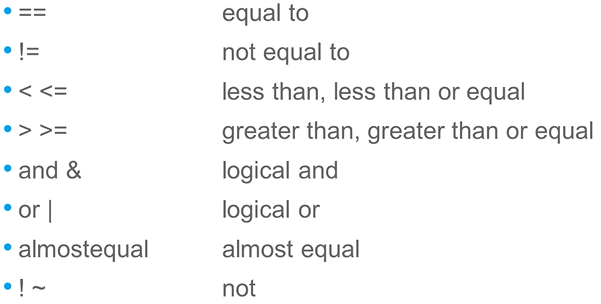 • == equal to
• != not equal to
• < <= less than, less than or equal
• > >= greater than, greater than or equal
• and & logical and
• or | logical or
• almostequal almost equal
• ! ~ not